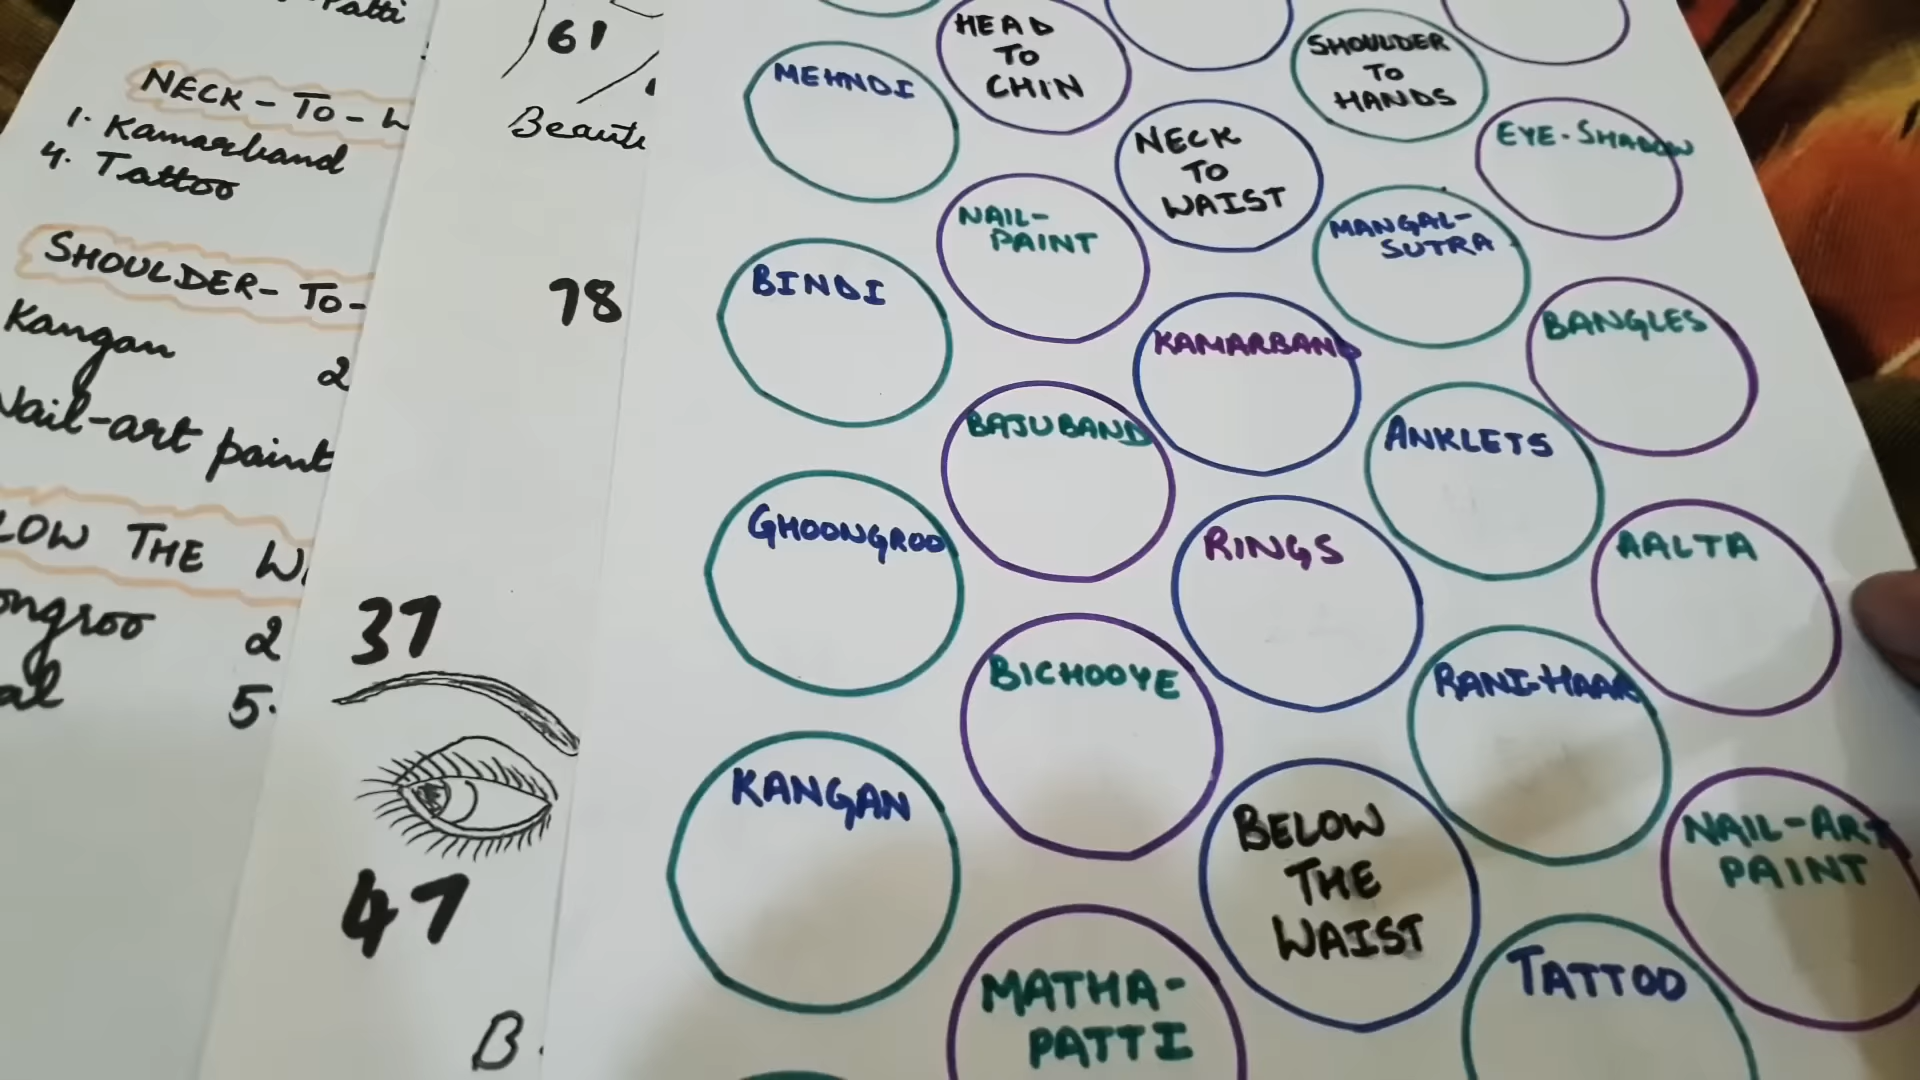 Patti
NECK-TO-W
1. Kamarband
4. Tattoo
SHOULDER-TO-
Kangan 2
Nail-art paint
LOW THE W
ongroo 2
al 5.
61
Beaute
78
37
47
B.
HEAD
TO
CHIN
SHOULDER
TO
HANDS
MEHNDI
NECK
TO
WAIST
EYE-SHADOW
NAIL-
PAINT
MANGAL-
SUTRA
BINDI
KAMARBAND
BANGLES
BAJUBAND
ANKLETS
GHOONGROO
RINGS
AALTA
BICHOOYE
RANI-HAAR
KANGAN
BELOW
THE
WAIST
NAIL-ART
PAINT
MATHA-
PATTI
TATTOO